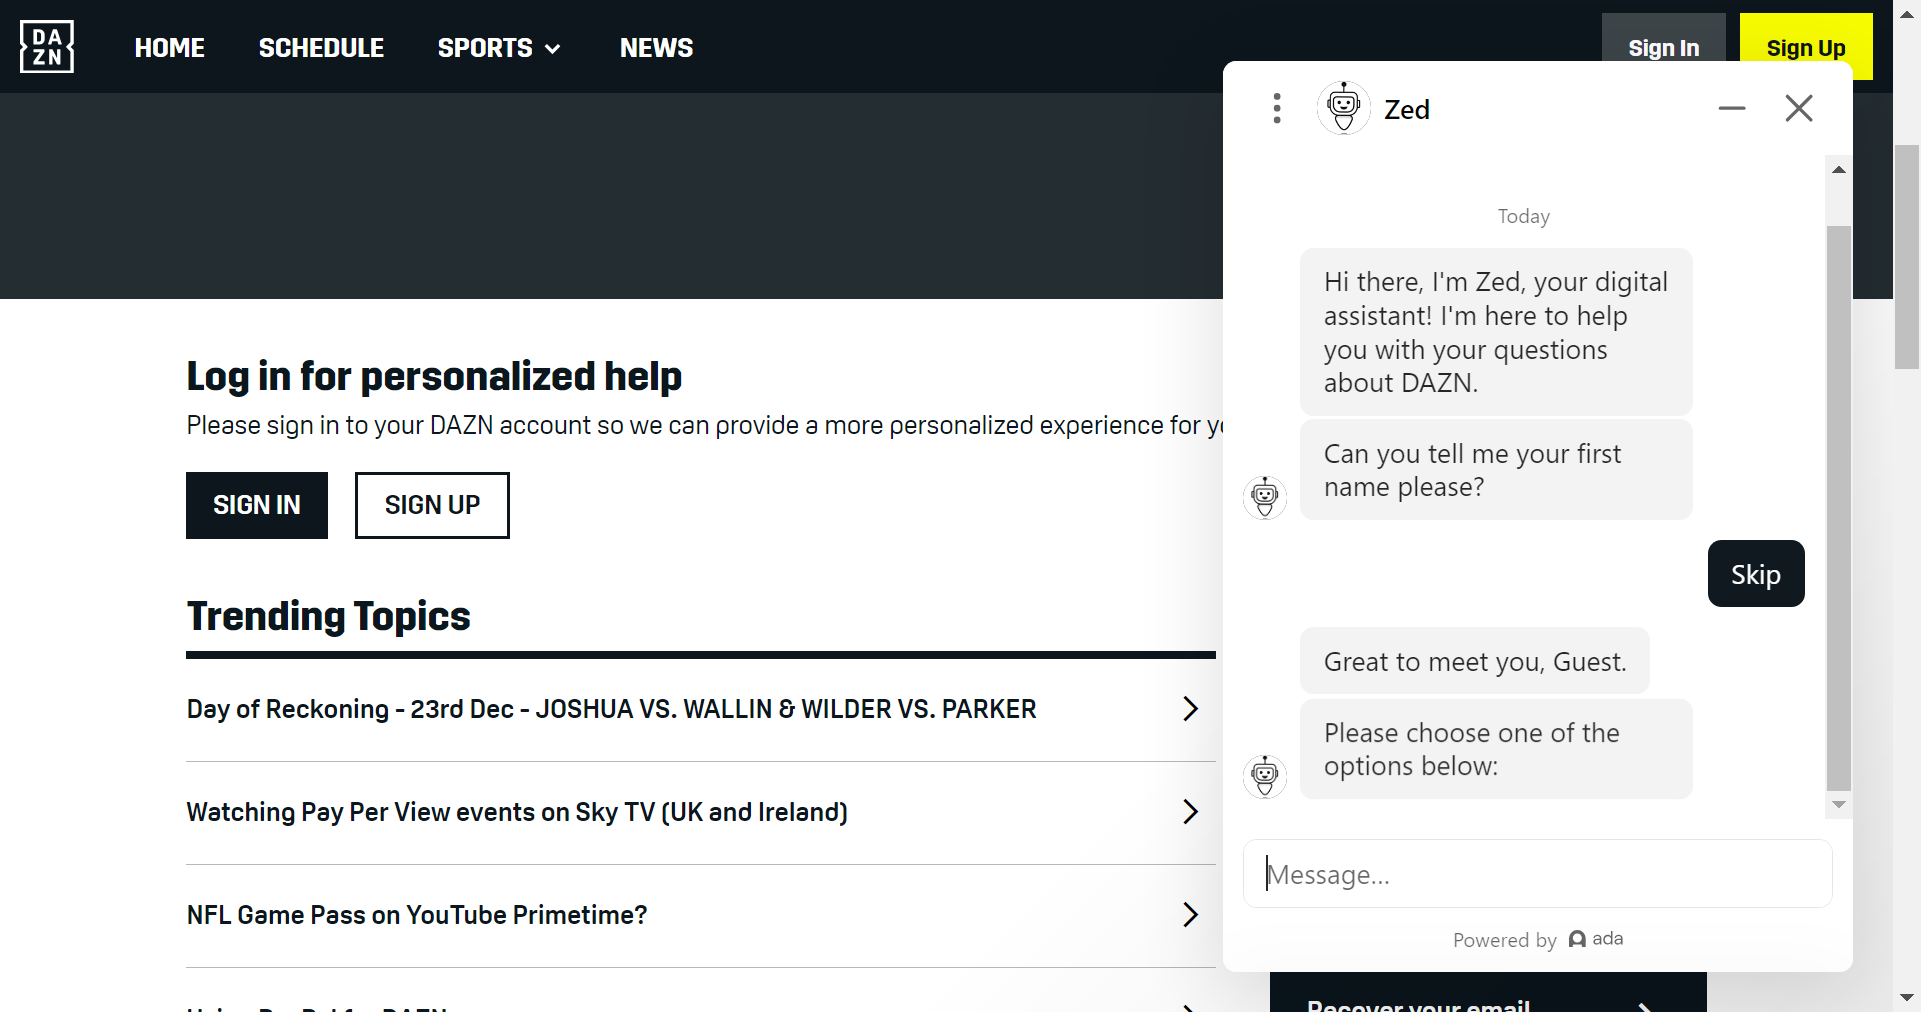 DA
ZN
HOME
SCHEDULE
SPORTS
NEWS
Sign In
Sign Up
Log in for personalized help
Please sign in to your DAZN account so we can provide a more personalized experience for
SIGN IN
SIGN UP
Trending Topics
Day of Reckoning - 23rd Dec - JOSHUA VS. WALLIN & WILDER VS. PARKER
Watching Pay Per View events on Sky TV (UK and Ireland)
NFL Game Pass on YouTube Primetime?
Zed
Today
Hi there, I'm Zed, your digital
assistant! I'm here to help
you with your questions
about DAZN.
Can you tell me your first
name please?
Skip
Great to meet you, Guest.
Please choose one of the
options below:
Message...
Powered by ada
Recover your email